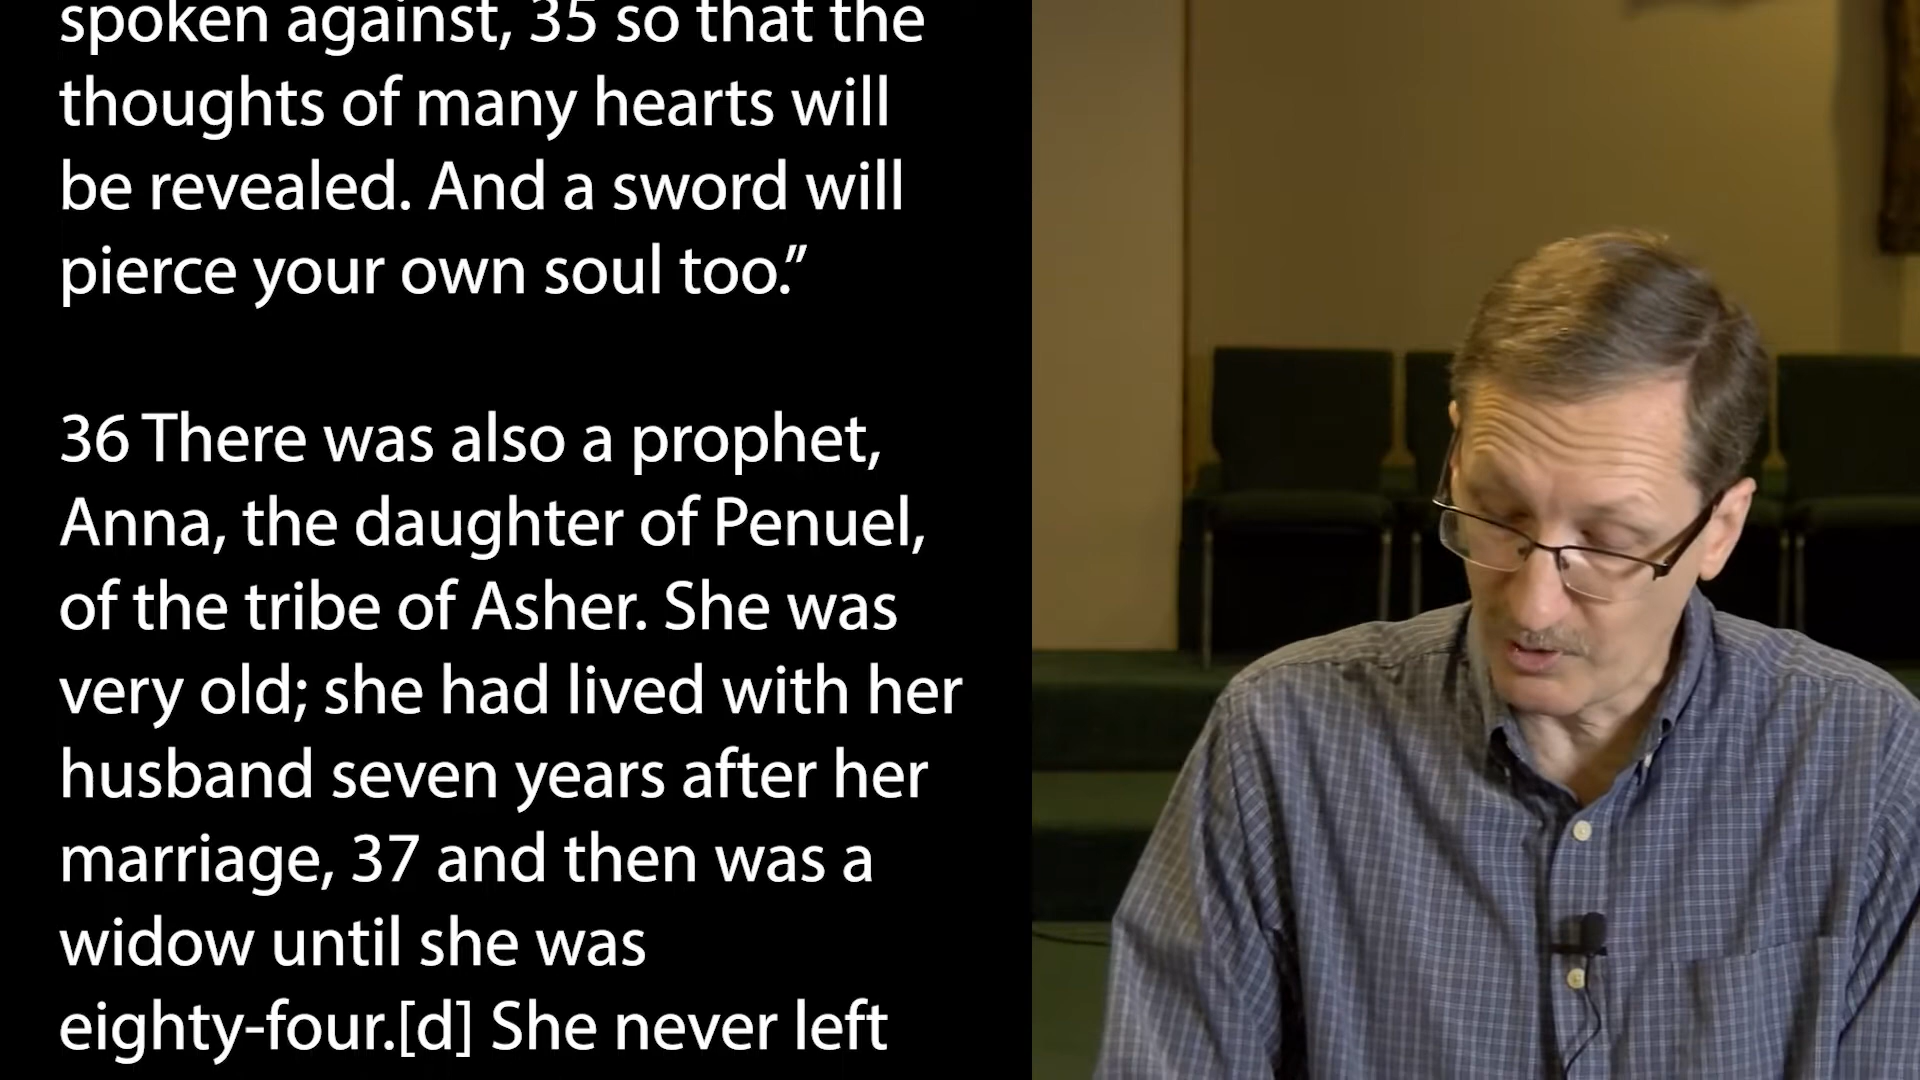 spoken against, 35 so that the
thoughts of many hearts will
be revealed. And a sword will
pierce your own soul too.”
36 There was also a prophet,
Anna, the daughter of Penuel,
of the tribe of Asher. She was
very old; she had lived with her
husband seven years after her
marriage, 37 and then was a
widow until she was
eighty-four.[d] She never left